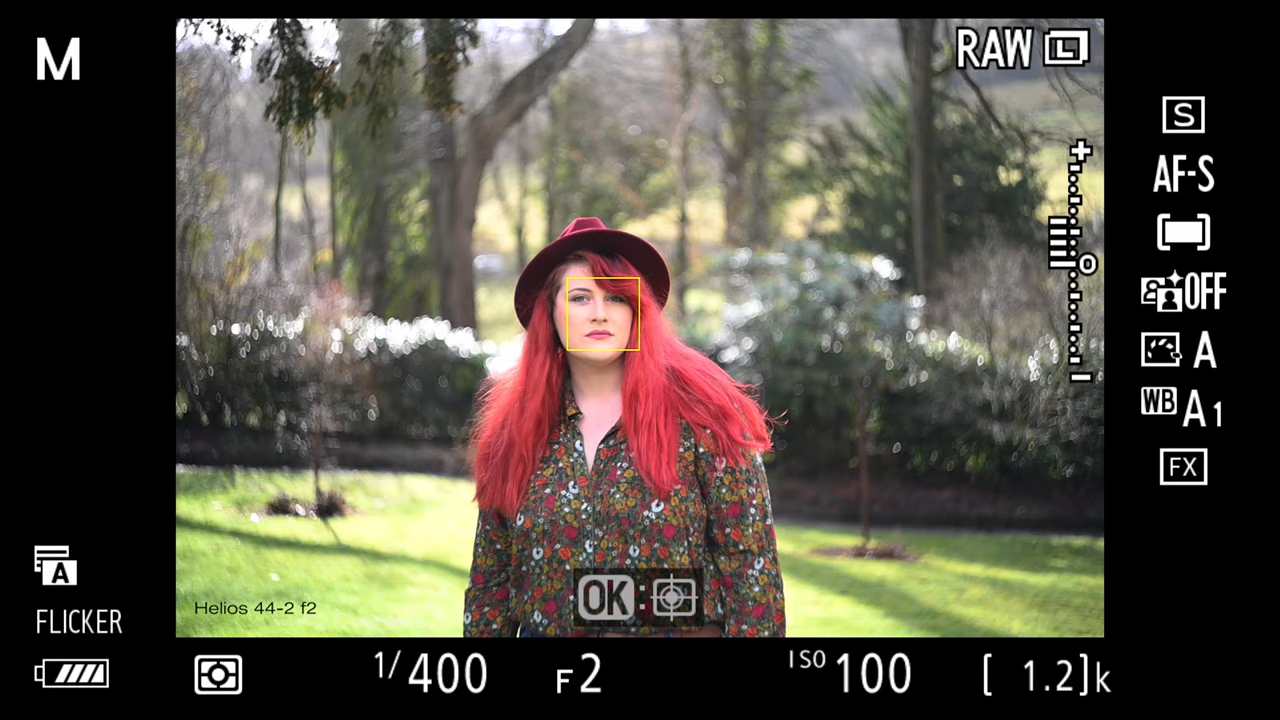 M
RAW L
S
AF-S
OFF
A
WB A1
FX
A
FLICKER
Helios 44-2 f2
OK:
1/400 F2 ISO 100 [ 1.2]k